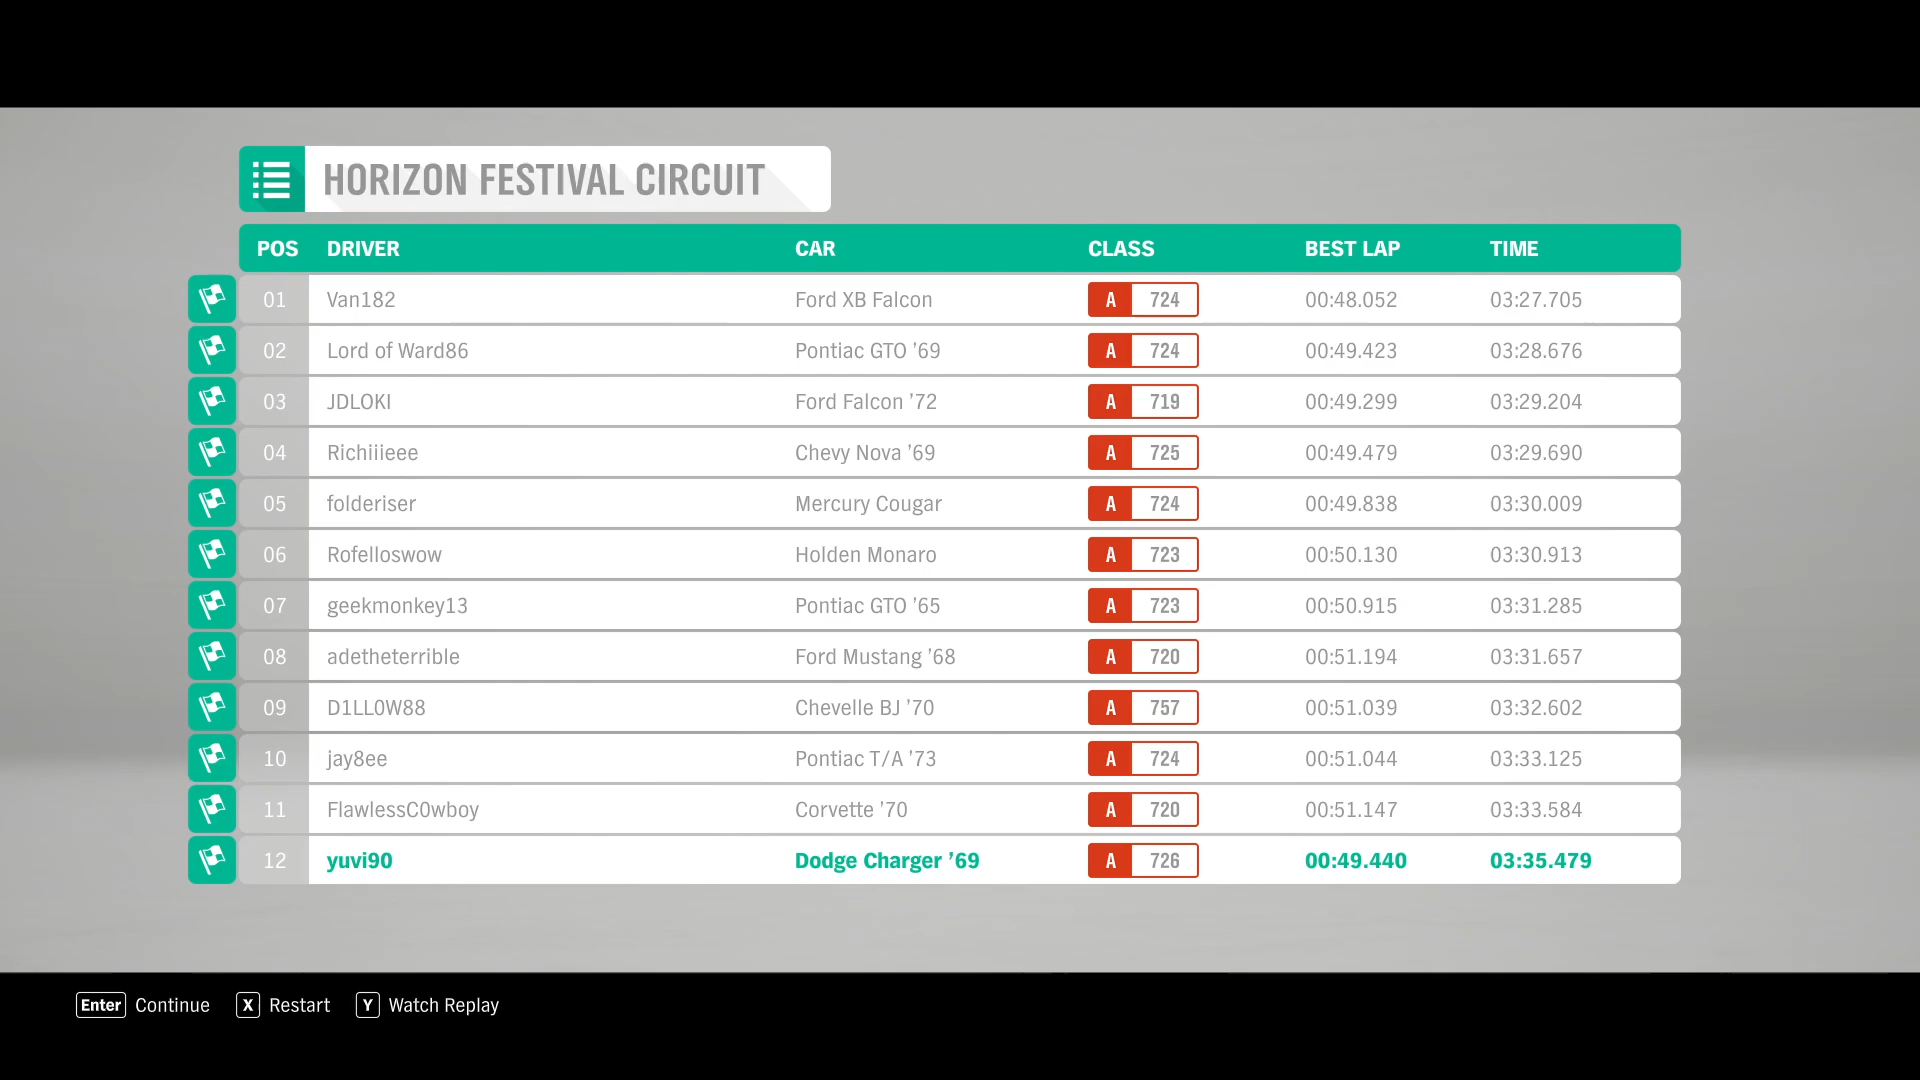 HORIZON FESTIVAL CIRCUIT
POS DRIVER CAR CLASS BEST LAP TIME
01 Van182 Ford XB Falcon A 724 00:48.052 03:27.705
02 Lord of Ward86 Pontiac GTO ’69 A 724 00:49.423 03:28.676
03 JDLOKI Ford Falcon ’72 A 719 00:49.299 03:29.204
04 Richiiieee Chevy Nova ’69 A 725 00:49.479 03:29.690
05 folderiser Mercury Cougar A 724 00:49.838 03:30.009
06 Rofelloswow Holden Monaro A 723 00:50.130 03:30.913
07 geekmonkey13 Pontiac GTO ’65 A 723 00:50.915 03:31.285
08 adetheterrible Ford Mustang ’68 A 720 00:51.194 03:31.657
09 D1LL0W88 Chevelle BJ ’70 A 757 00:51.039 03:32.602
10 jay8ee Pontiac T/A ’73 A 724 00:51.044 03:33.125
11 FlawlessC0wboy Corvette ’70 A 720 00:51.147 03:33.584
12 yuvi90 Dodge Charger ’69 A 726 00:49.440 03:35.479
Enter Continue X Restart Y Watch Replay